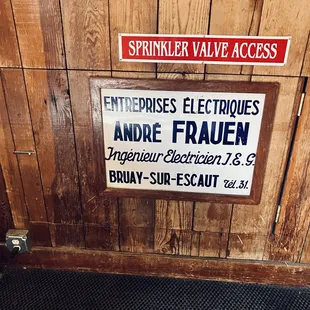 SPRINKLER VALVE ACCESS
ENTREPRISES ÉLECTRIQUES
ANDRÉ FRAUEN
Ingénieur Electricien I.E.G.
BRUAY-SUR-ESCAUT Tél. 31.